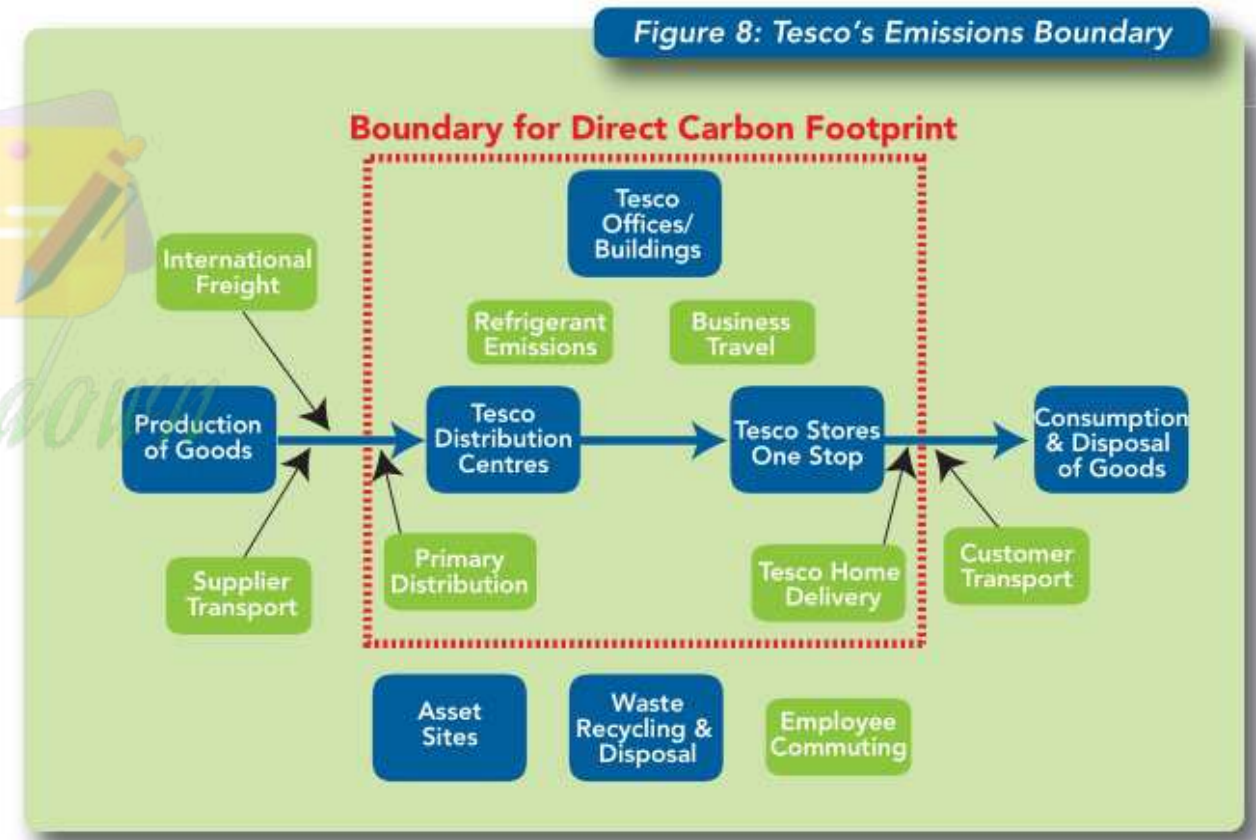 Figure 8: Tesco's Emissions Boundary
Boundary for Direct Carbon Footprint
Tesco
Offices/
Buildings
International
Freight
Refrigerant
Emissions
Business
Travel
Production
of Goods
Tesco
Distribution
Centres
Tesco Stores
One Stop
Consumption
& Disposal
of Goods
Supplier
Transport
Primary
Distribution
Tesco Home
Delivery
Customer
Transport
Asset
Sites
Waste
Recycling &
Disposal
Employee
Commuting